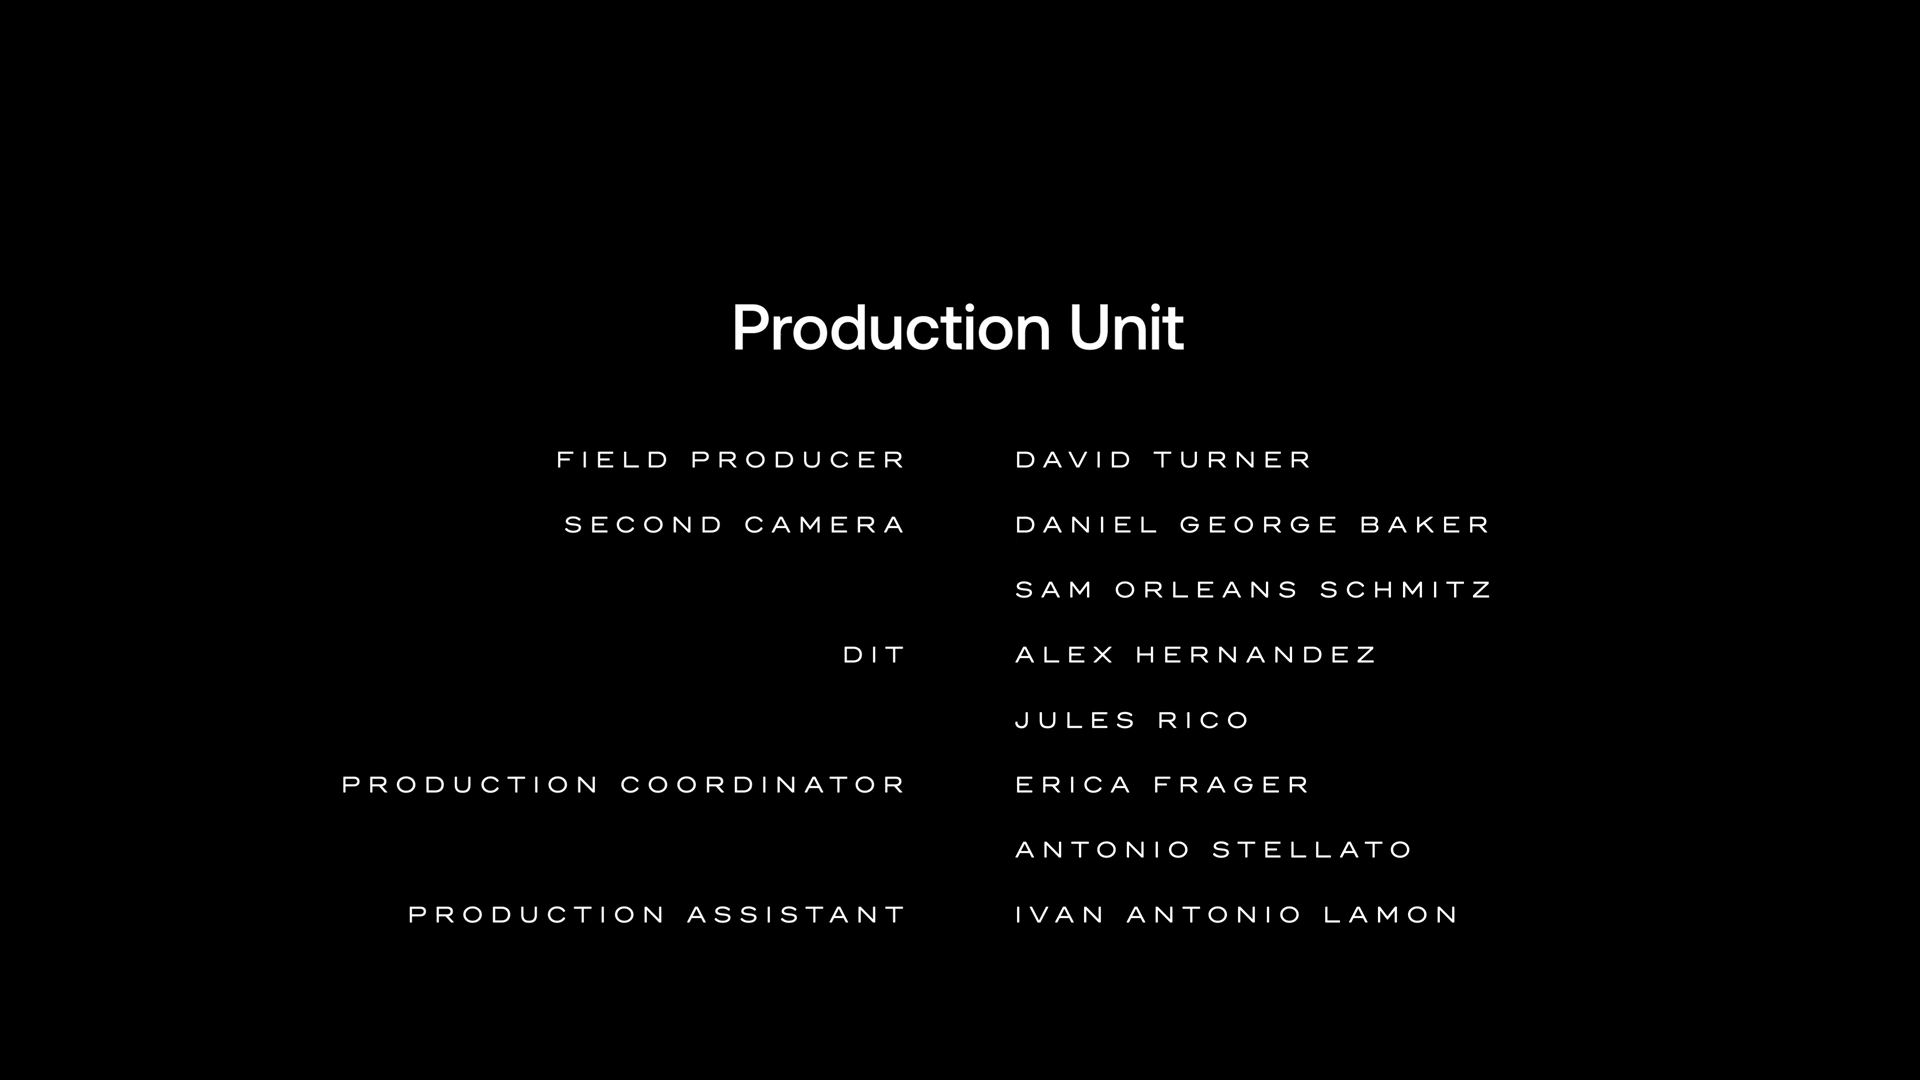 Production Unit
FIELD PRODUCER DAVID TURNER
SECOND CAMERA DANIEL GEORGE BAKER
SAM ORLEANS SCHMITZ
DIT ALEX HERNANDEZ
JULES RICO
PRODUCTION COORDINATOR ERICA FRAGER
ANTONIO STELLATO
PRODUCTION ASSISTANT IVAN ANTONIO LAMON